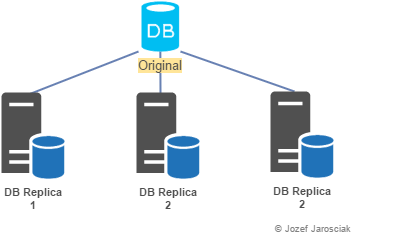 DB
Original
DB Replica
1
DB Replica
2
DB Replica
2
© Jozef Jarosciak